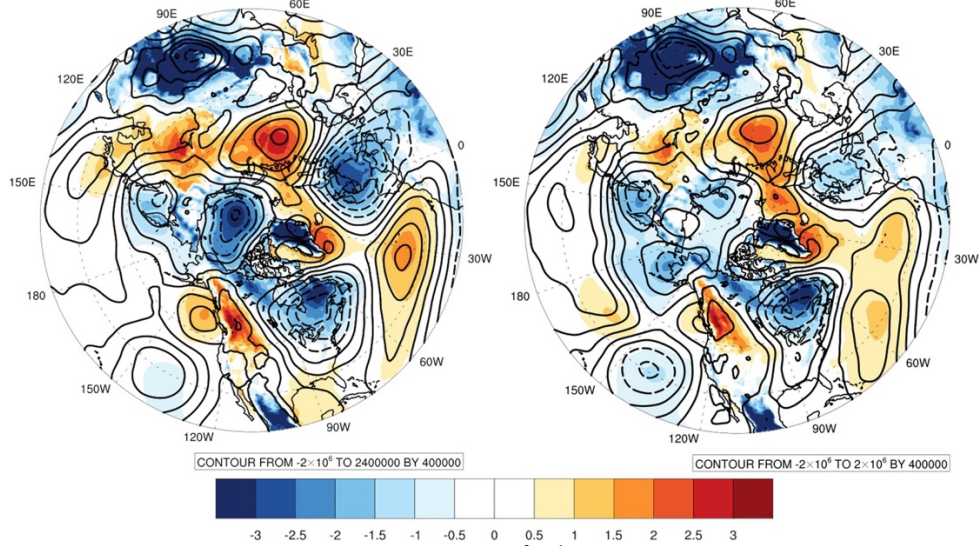 60E
90E
30E
120E
0
150E
30W
180
60W
150W
90W
120W
60E
90E
30E
120E
0
150E
30W
180
60W
150W
90W
120W
CONTOUR FROM -2×10⁶ TO 2400000 BY 400000
CONTOUR FROM -2×10⁶ TO 2×10⁶ BY 400000
-3 -2.5 -2 -1.5 -1 -0.5 0 0.5 1 1.5 2 2.5 3